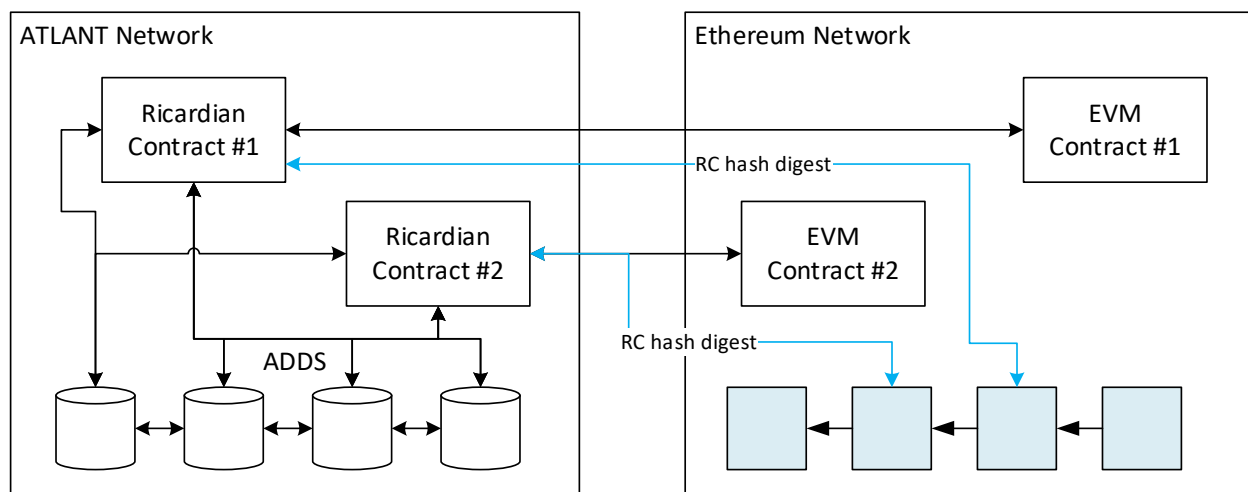 ATLANT Network
Ethereum Network
Ricardian
Contract #1
EVM
Contract #1
RC hash digest
Ricardian
Contract #2
EVM
Contract #2
RC hash digest
ADDS